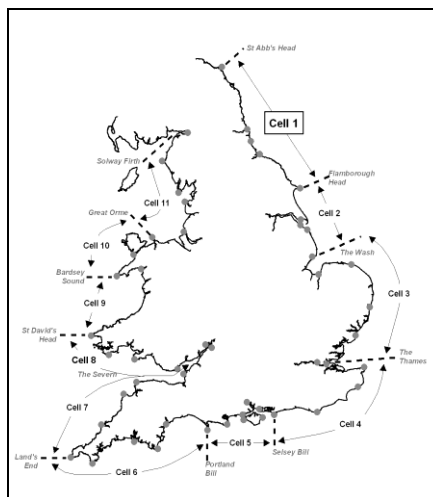 St Abb's Head
Cell 1
Solway Firth
Flamborough
Head
Cell 11
Great Orme
Cell 2
Cell 10
The Wash
Bardsey
Sound
Cell 9
Cell 3
St David's
Head
Cell 8
The Severn
The
Thames
Cell 7
Cell 4
Cell 5
Land's
End
Cell 6
Portland
Bill
Selsey Bill